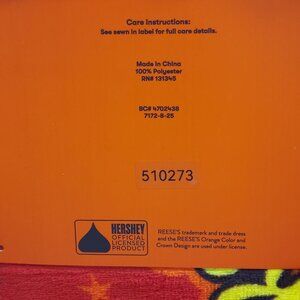 Care Instructions:
See sewn in label for full care details.
Made in China
100% Polyester
RN# 131345
BC# 4702438
7172-8-25
510273
HERSHEY
OFFICIAL
LICENSED
PRODUCT
REESE'S trademark and trade dress
and the REESE'S Orange Color and
Crown Design are used under license.